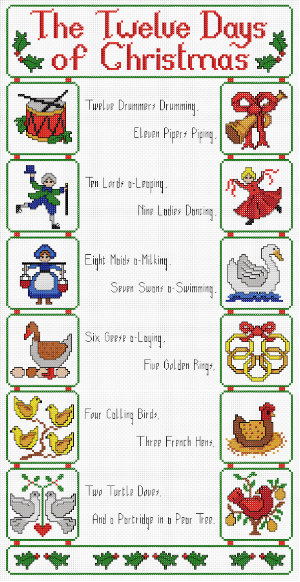 The Twelve Days
of Christmas
Twelve Drummers Drumming,
Eleven Pipers Piping,
Ten Lords a-Leaping,
Nine Ladies Dancing,
Eight Maids a-Milking,
Seven Swans a-Swimming,
Six Geese a-Laying,
Five Golden Rings,
Four Calling Birds,
Three French Hens,
Two Turtle Doves,
And a Partridge in a Pear Tree.